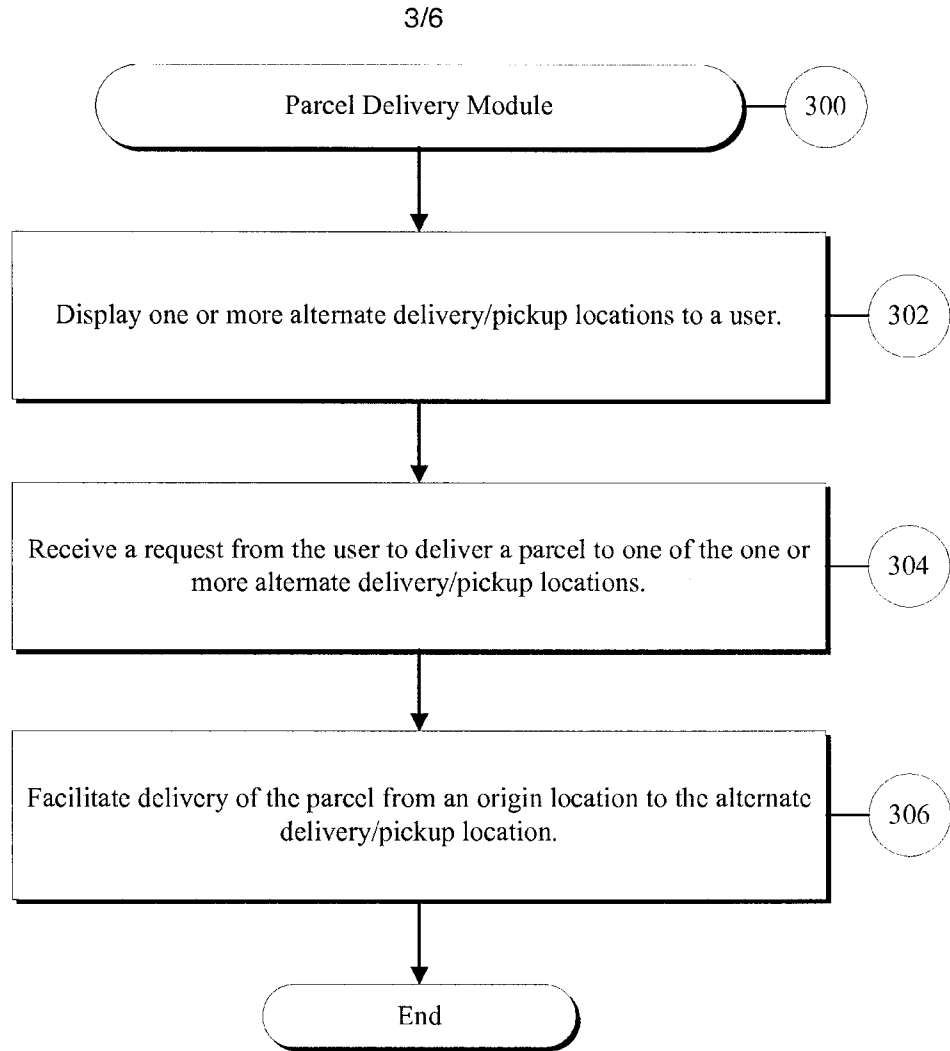 3/6
Parcel Delivery Module
300
Display one or more alternate delivery/pickup locations to a user.
302
Receive a request from the user to deliver a parcel to one of the one or
more alternate delivery/pickup locations.
304
Facilitate delivery of the parcel from an origin location to the alternate
delivery/pickup location.
306
End